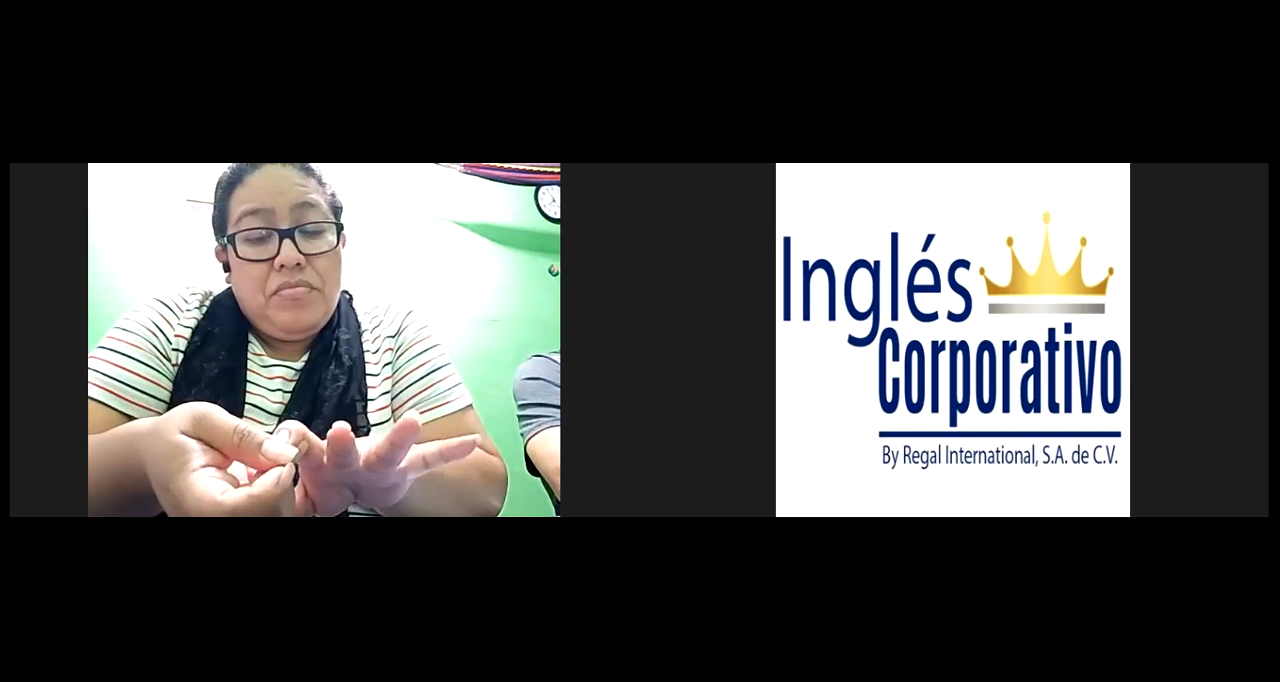 Inglés
Corporativo
By Regal International, S.A. de C.V.